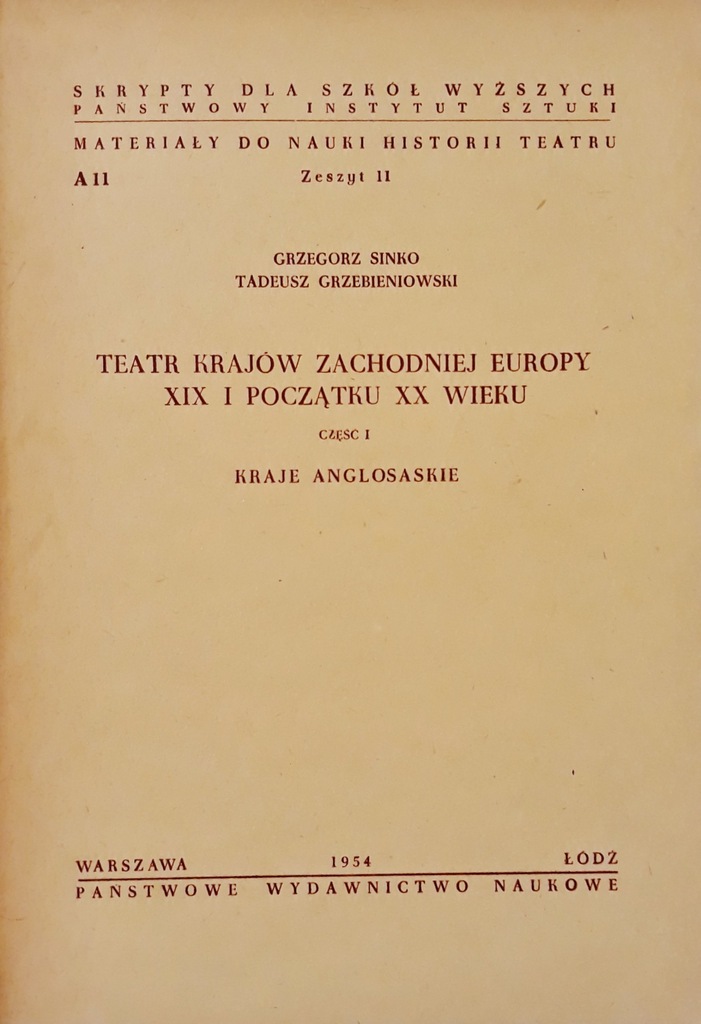 SKRYPTY DLA SZKÓŁ WYŻSZYCH
PAŃSTWOWY INSTYTUT SZTUKI
MATERIAŁY DO NAUKI HISTORII TEATRU
A11 Zeszyt 11
GRZEGORZ SINKO
TADEUSZ GRZEBIENIOWSKI
TEATR KRAJÓW ZACHODNIEJ EUROPY
XIX I POCZĄTKU XX WIEKU
CZĘŚĆ I
KRAJE ANGLOSASKIE
WARSZAWA 1954 ŁÓDŹ
PAŃSTWOWE WYDAWNICTWO NAUKOWE